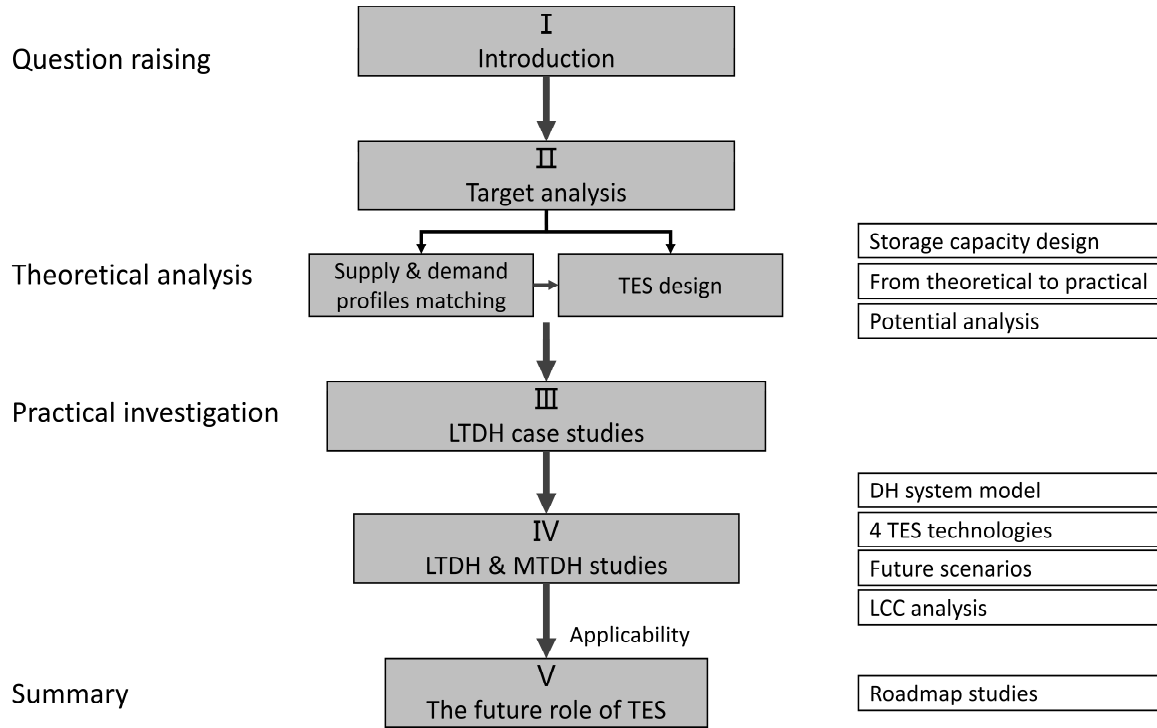 Question raising
Ⅰ
Introduction
Ⅱ
Target analysis
Theoretical analysis
Supply & demand
profiles matching
TES design
Storage capacity design
From theoretical to practical
Potential analysis
Practical investigation
Ⅲ
LTDH case studies
Ⅳ
LTDH & MTDH studies
DH system model
4 TES technologies
Future scenarios
LCC analysis
Applicability
Summary
Ⅴ
The future role of TES
Roadmap studies